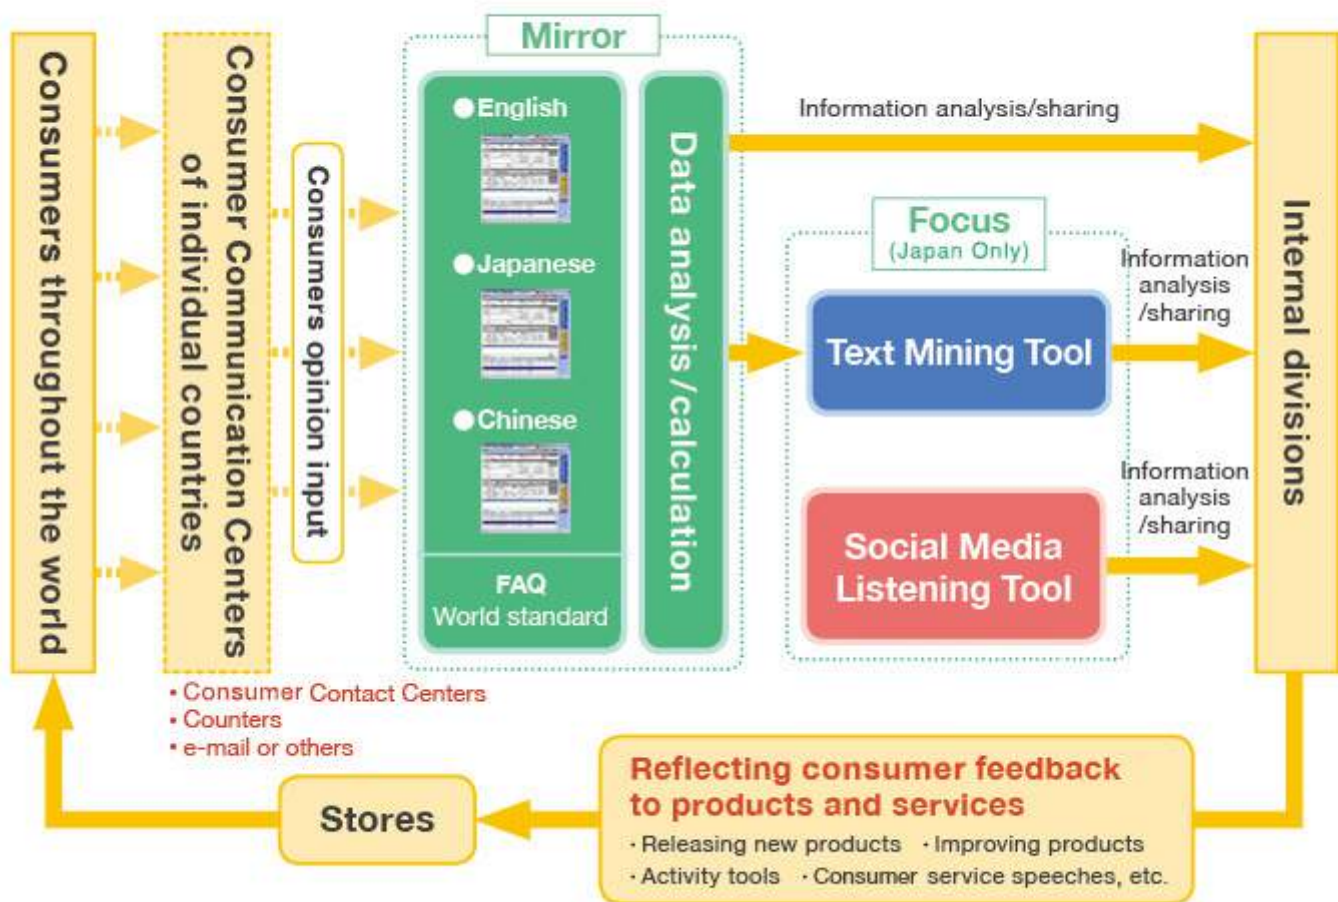 Consumers throughout the world
Consumer Communication Centers
of individual countries
• Consumer Contact Centers
• Counters
• e-mail or others
Consumers opinion input
Mirror
English
Japanese
Chinese
FAQ
World standard
Data analysis/calculation
Information analysis/sharing
Focus
(Japan Only)
Text Mining Tool
Information
analysis
/sharing
Social Media
Listening Tool
Information
analysis
/sharing
Internal divisions
Reflecting consumer feedback
to products and services
・Releasing new products ・Improving products
・Activity tools ・Consumer service speeches, etc.
Stores